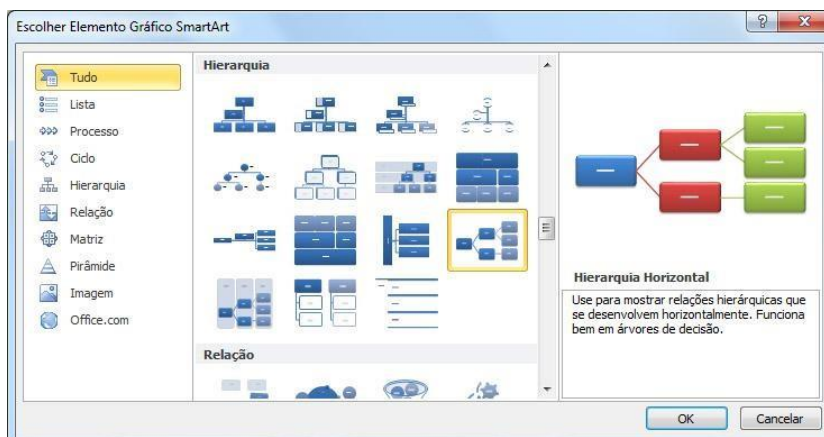 Escolher Elemento Gráfico SmartArt
Tudo
Lista
Processo
Ciclo
Hierarquia
Relação
Matriz
Pirâmide
Imagem
Office.com
Hierarquia
Relação
Hierarquia Horizontal
Use para mostrar relações hierárquicas que
se desenvolvem horizontalmente. Funciona
bem em árvores de decisão.
OK
Cancelar